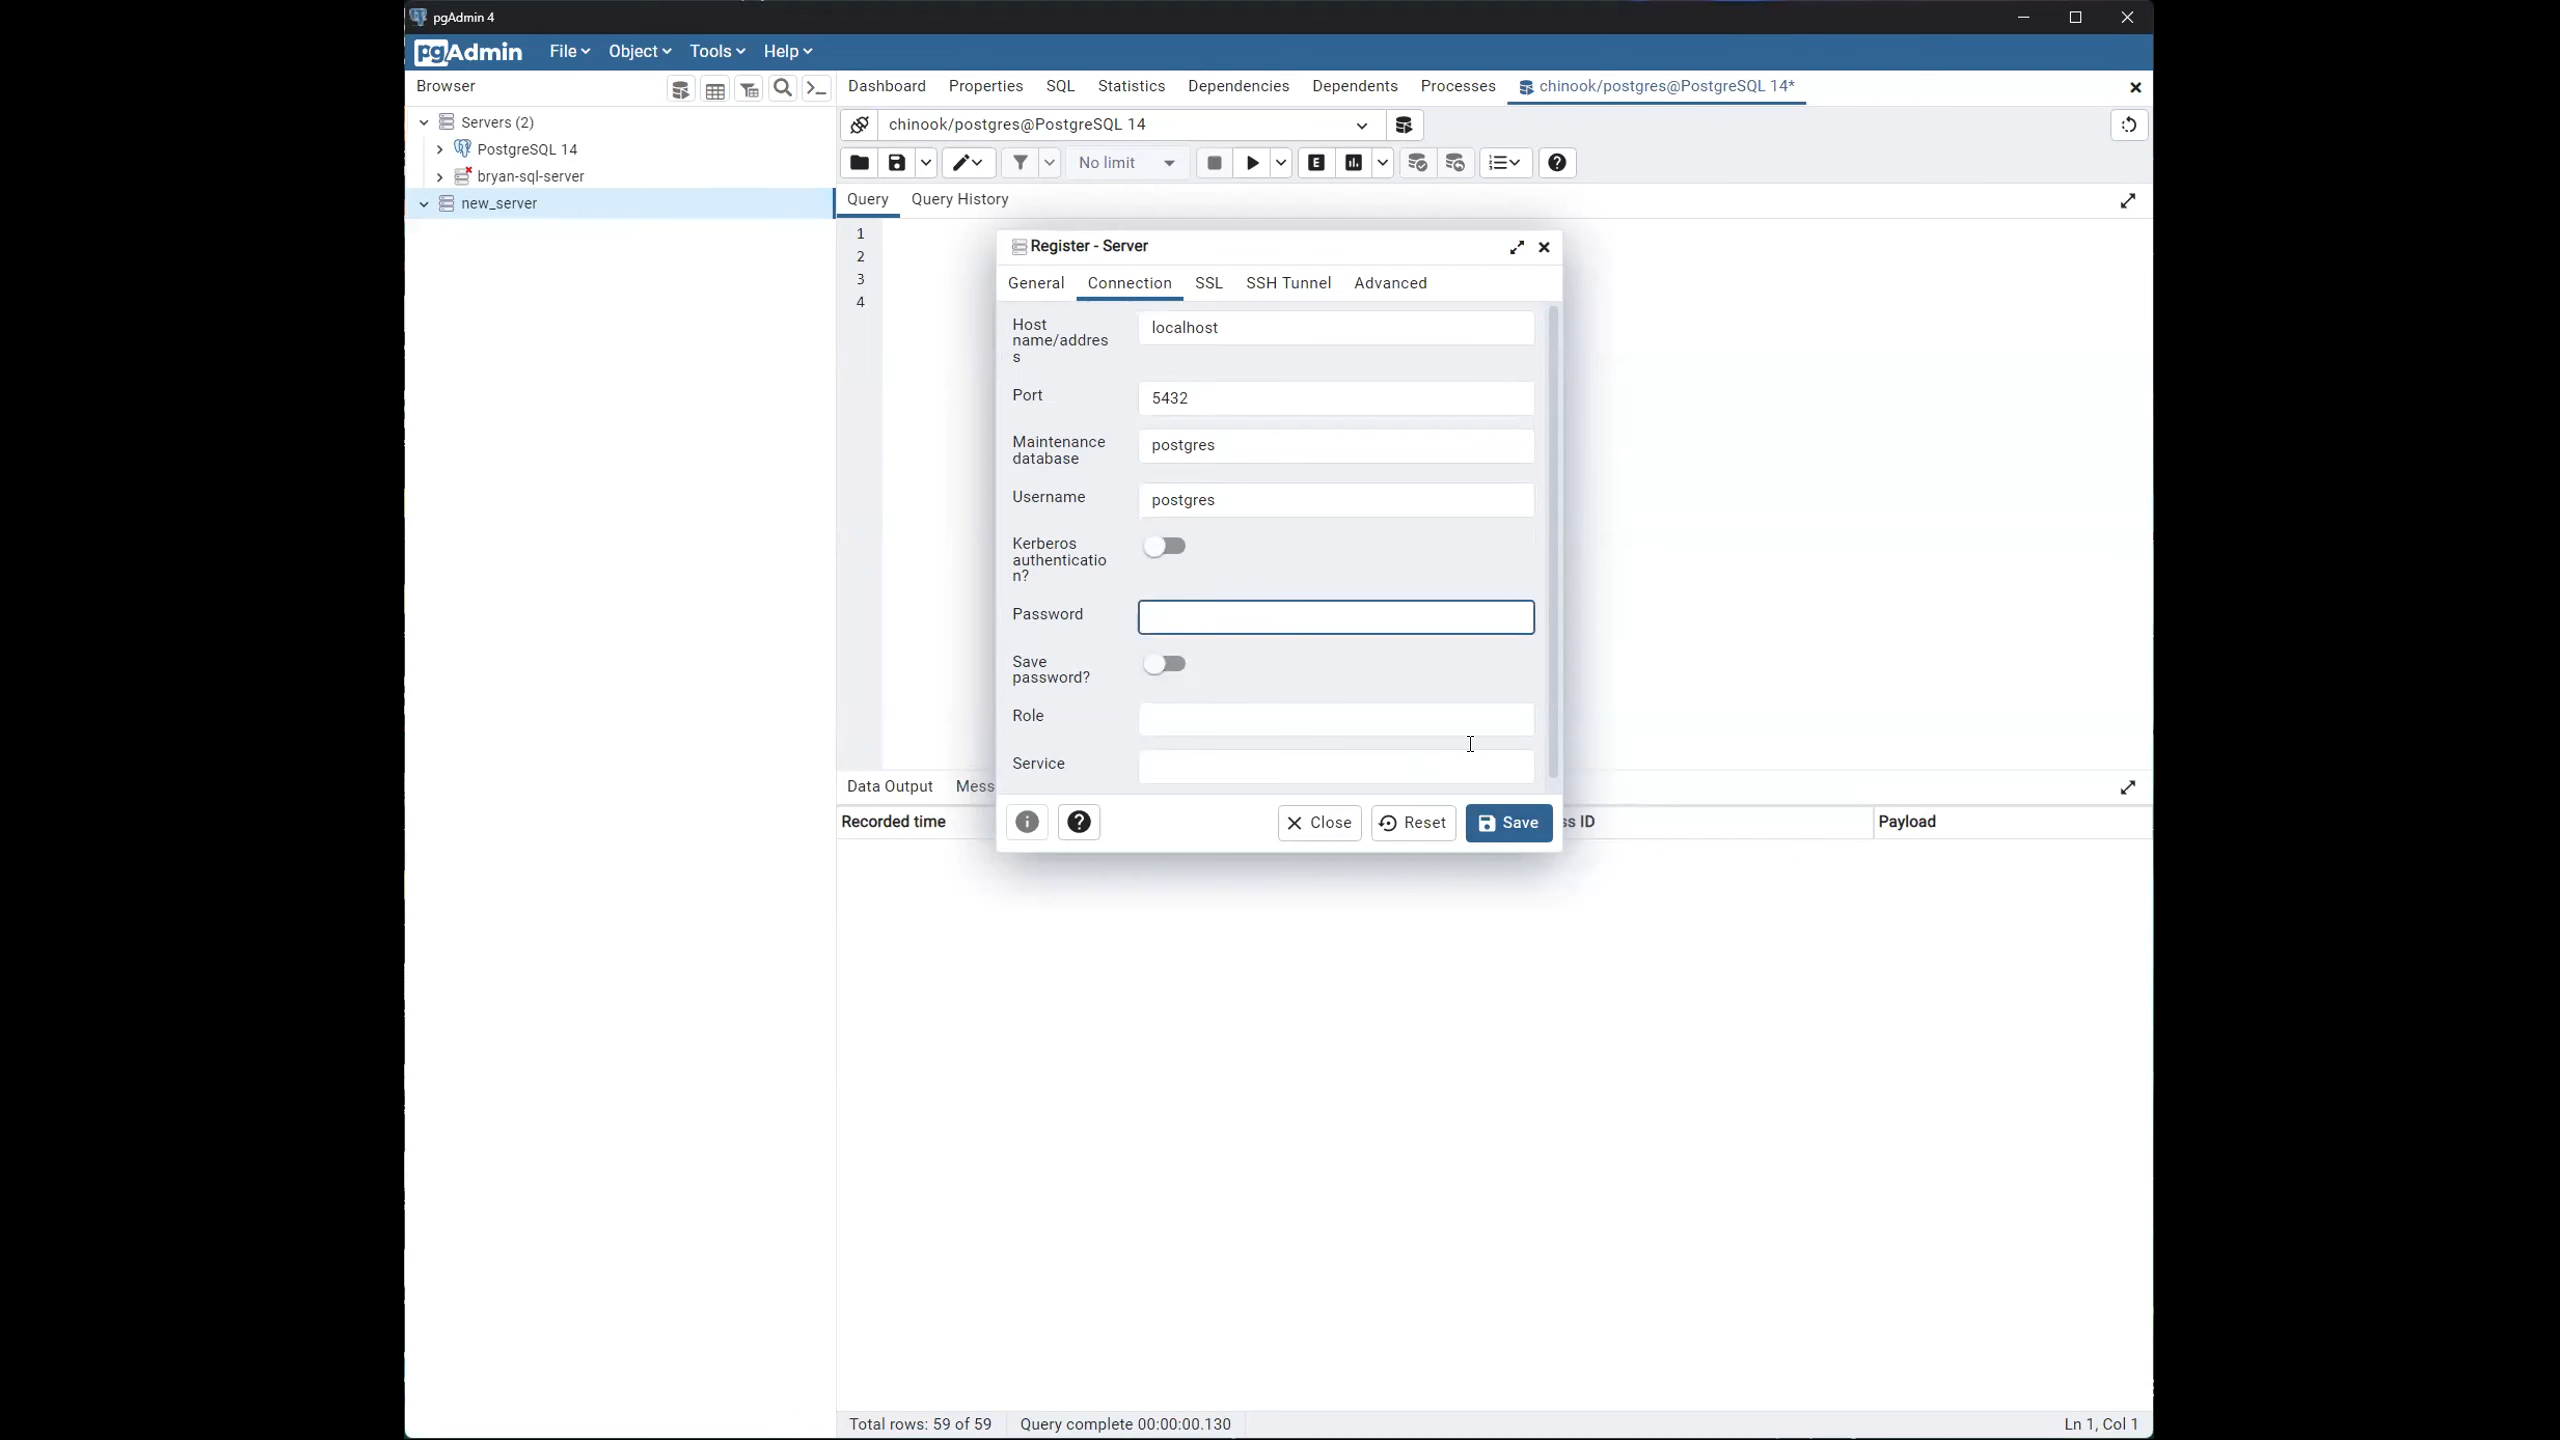 pgAdmin 4
pgAdmin File Object Tools Help
Browser
Dashboard Properties SQL Statistics Dependencies Dependents Processes chinook/postgres@PostgreSQL 14*
Servers (2)
PostgreSQL 14
bryan-sql-server
new_server
chinook/postgres@PostgreSQL 14
No limit
E
Query Query History
1
2
3
4
Register - Server
General Connection SSL SSH Tunnel Advanced
Host
name/addres
s
localhost
Port 5432
Maintenance
database
postgres
Username postgres
Kerberos
authenticatio
n?
Password
Save
password?
Role
Service
Close Reset Save
Data Output Mess
Recorded time ss ID Payload
Total rows: 59 of 59 Query complete 00:00:00.130 Ln 1, Col 1